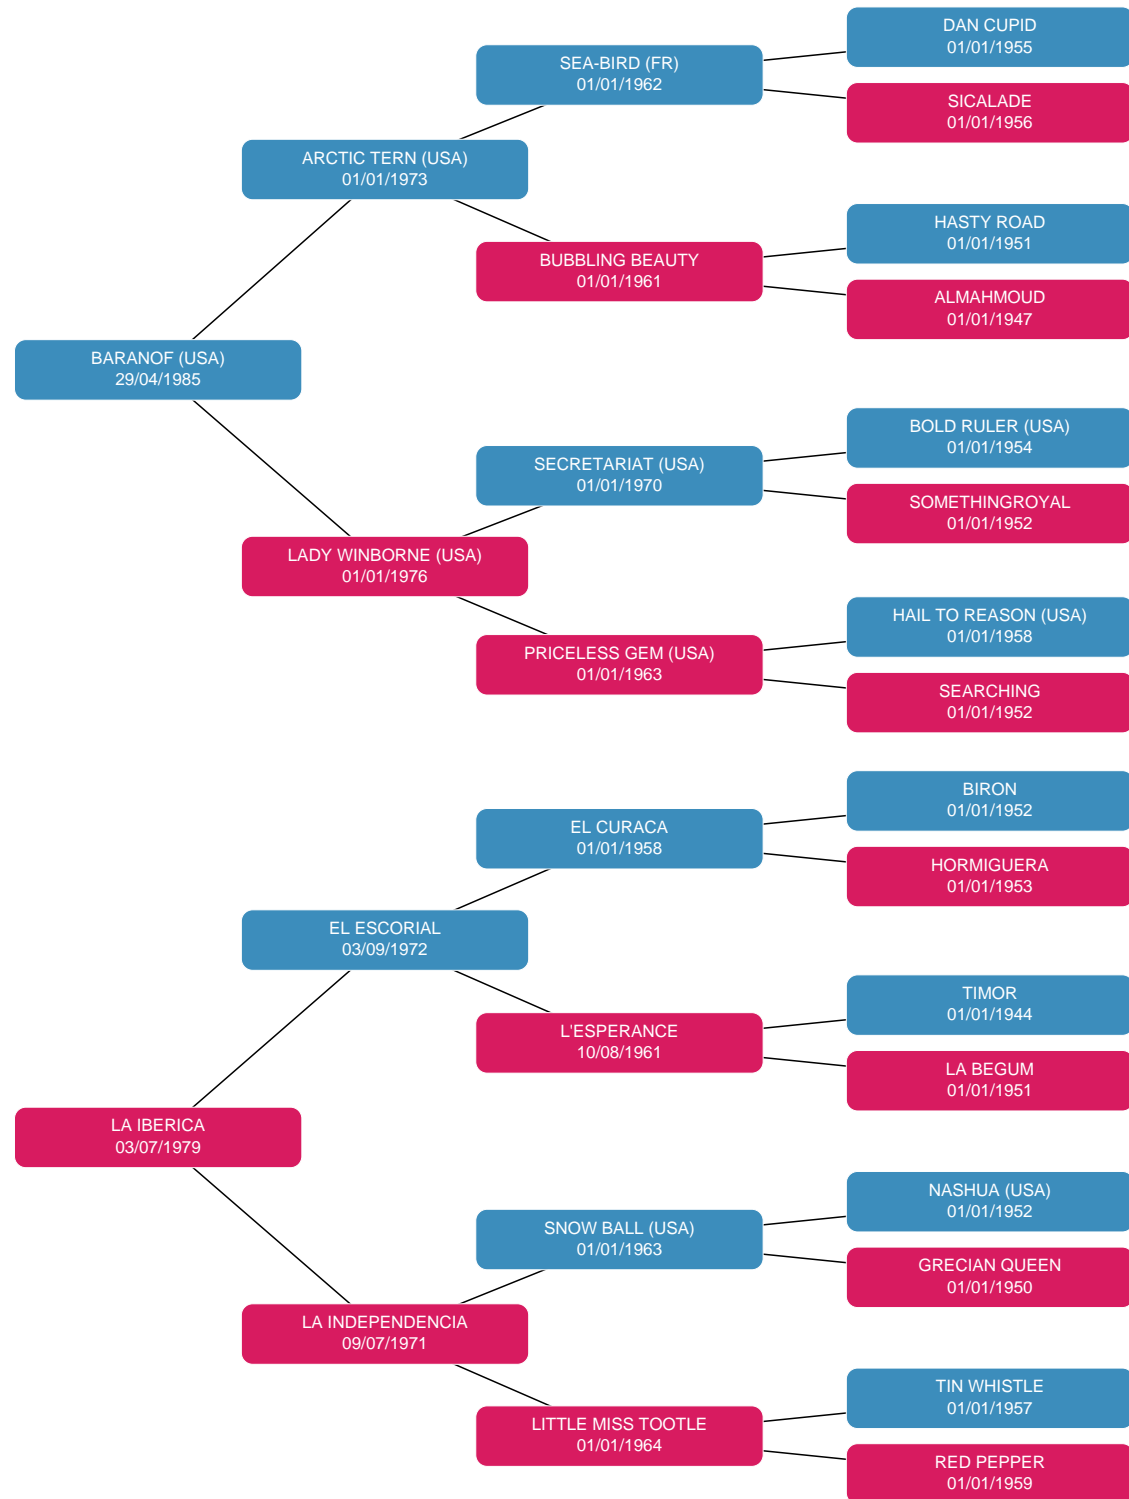 DAN CUPID
01/01/1955
SEA-BIRD (FR)
01/01/1962
SICALADE
01/01/1956
ARCTIC TERN (USA)
01/01/1973
HASTY ROAD
01/01/1951
BUBBLING BEAUTY
01/01/1961
ALMAHMOUD
01/01/1947
BARANOF (USA)
29/04/1985
BOLD RULER (USA)
01/01/1954
SECRETARIAT (USA)
01/01/1970
SOMETHINGROYAL
01/01/1952
LADY WINBORNE (USA)
01/01/1976
HAIL TO REASON (USA)
01/01/1958
PRICELESS GEM (USA)
01/01/1963
SEARCHING
01/01/1952
BIRON
01/01/1952
EL CURACA
01/01/1958
HORMIGUERA
01/01/1953
EL ESCORIAL
03/09/1972
TIMOR
01/01/1944
L'ESPERANCE
10/08/1961
LA BEGUM
01/01/1951
LA IBERICA
03/07/1979
NASHUA (USA)
01/01/1952
SNOW BALL (USA)
01/01/1963
GRECIAN QUEEN
01/01/1950
LA INDEPENDENCIA
09/07/1971
TIN WHISTLE
01/01/1957
LITTLE MISS TOOTLE
01/01/1964
RED PEPPER
01/01/1959